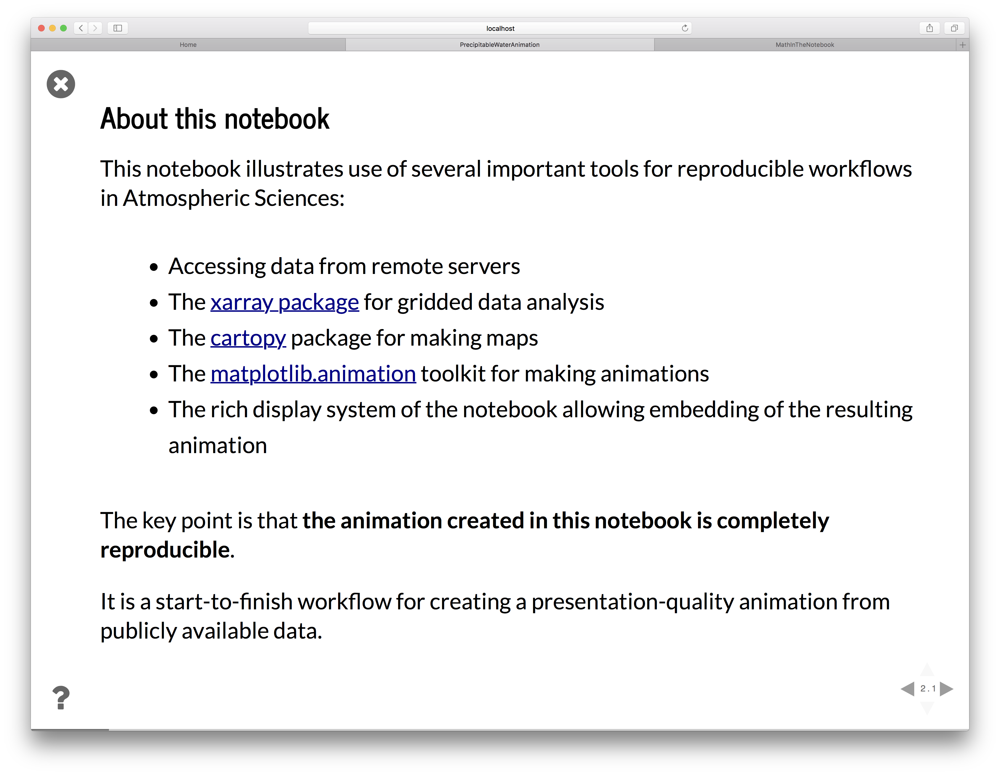 localhost
Home
PrecipitableWaterAnimation
MathInTheNotebook
About this notebook
This notebook illustrates use of several important tools for reproducible workflows
in Atmospheric Sciences:
• Accessing data from remote servers
• The xarray package for gridded data analysis
• The cartopy package for making maps
• The matplotlib.animation toolkit for making animations
• The rich display system of the notebook allowing embedding of the resulting
animation
The key point is that the animation created in this notebook is completely
reproducible.
It is a start-to-finish workflow for creating a presentation-quality animation from
publicly available data.
?
2.1